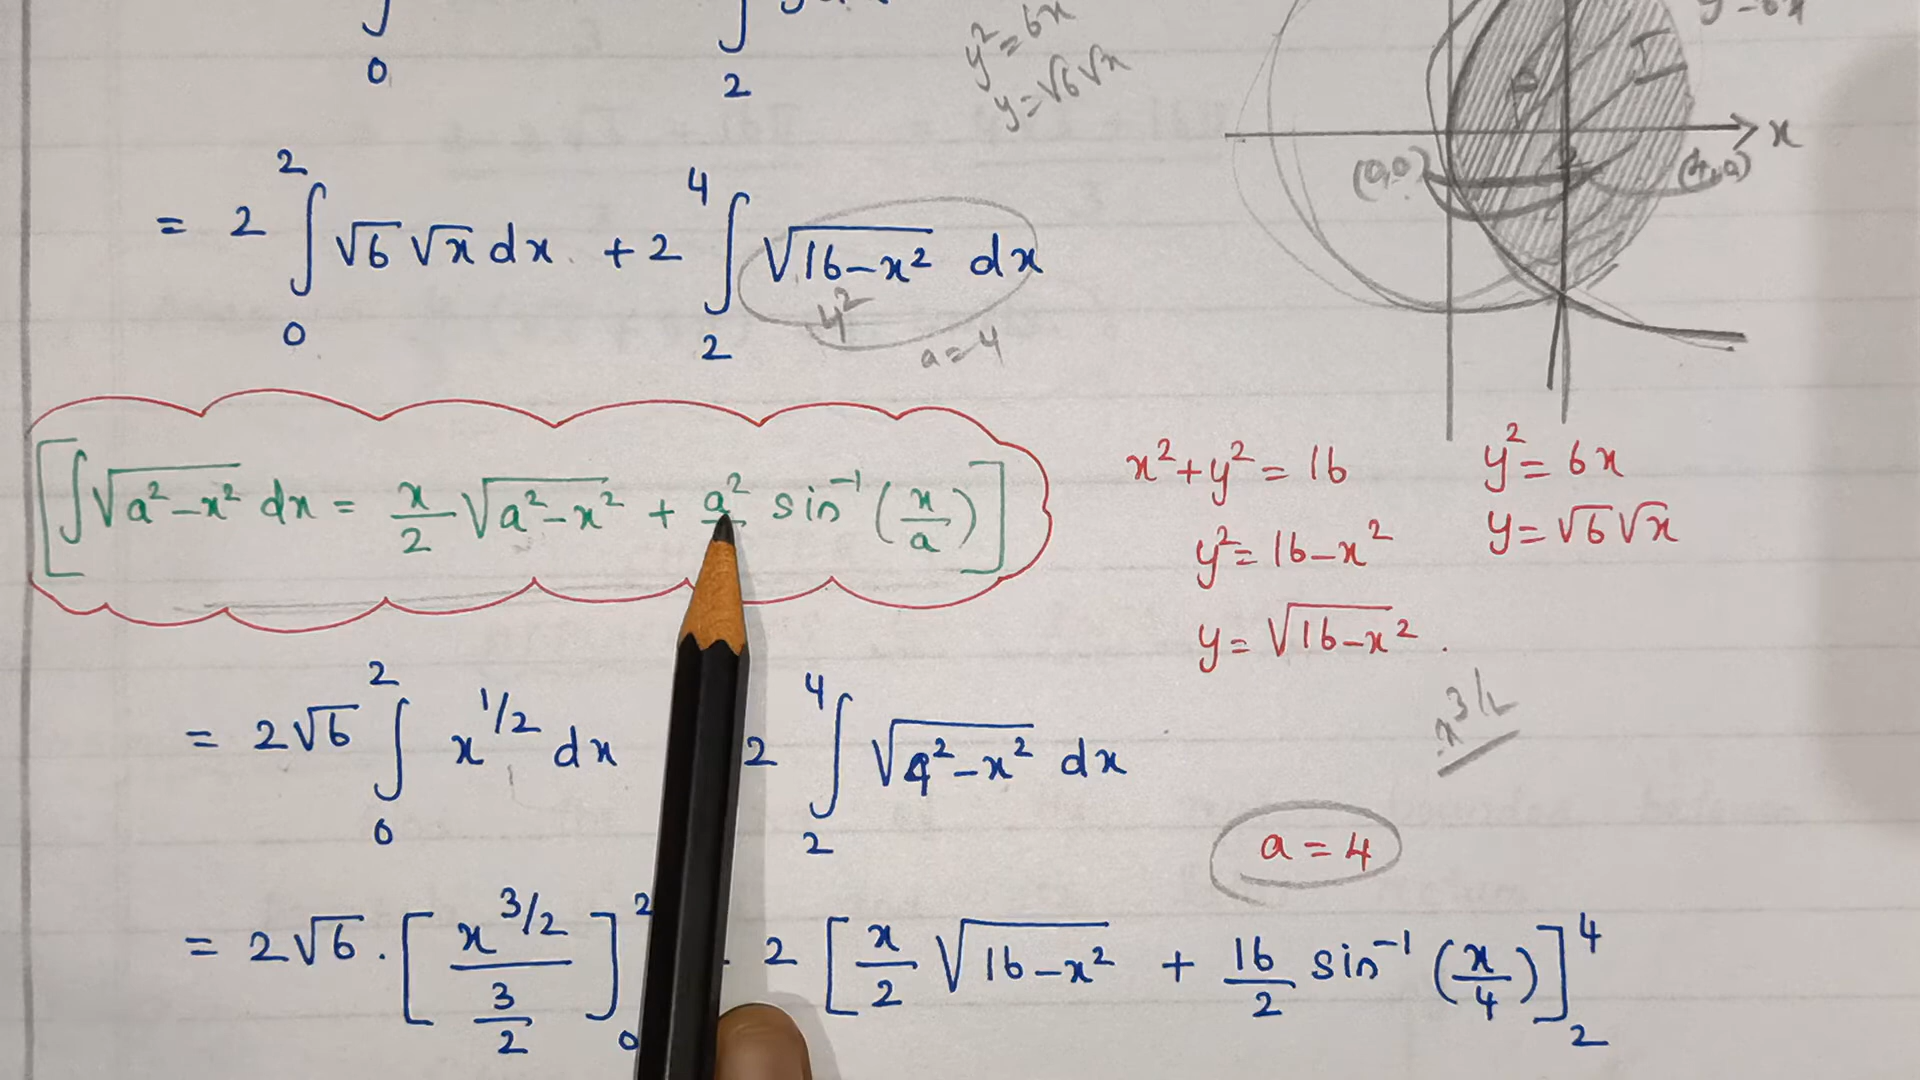 ∫ 0 ∫ 2
y² = 6x
y = √6 √x
x
(0,0) (4,0)
= 2 ∫₀² √6 √x dx + 2 ∫₂⁴ √16-x² dx
4²
a = 4
[∫√a²-x² dx = x/2 √a²-x² + a² sin⁻¹ (x/a)]
x²+y² = 16
y² = 16-x²
y = √16-x² .
y² = 6x
y = √6 √x
x^3/2
= 2√6 ∫₀² x^1/2 dx 2 ∫₂⁴ √4²-x² dx
a = 4
= 2√6 . [x^3/2 / 3/2]₀² 2 [x/2 √16-x² + 16/2 sin⁻¹ (x/4)]₂⁴